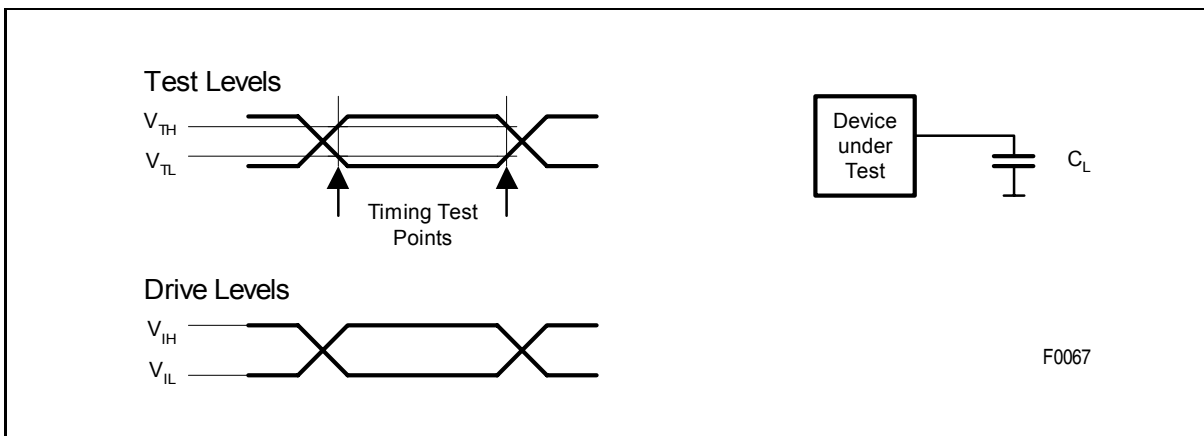 Test Levels
V_TH
V_TL
Timing Test
Points
Device
under
Test
C_L
Drive Levels
V_IH
V_IL
F0067